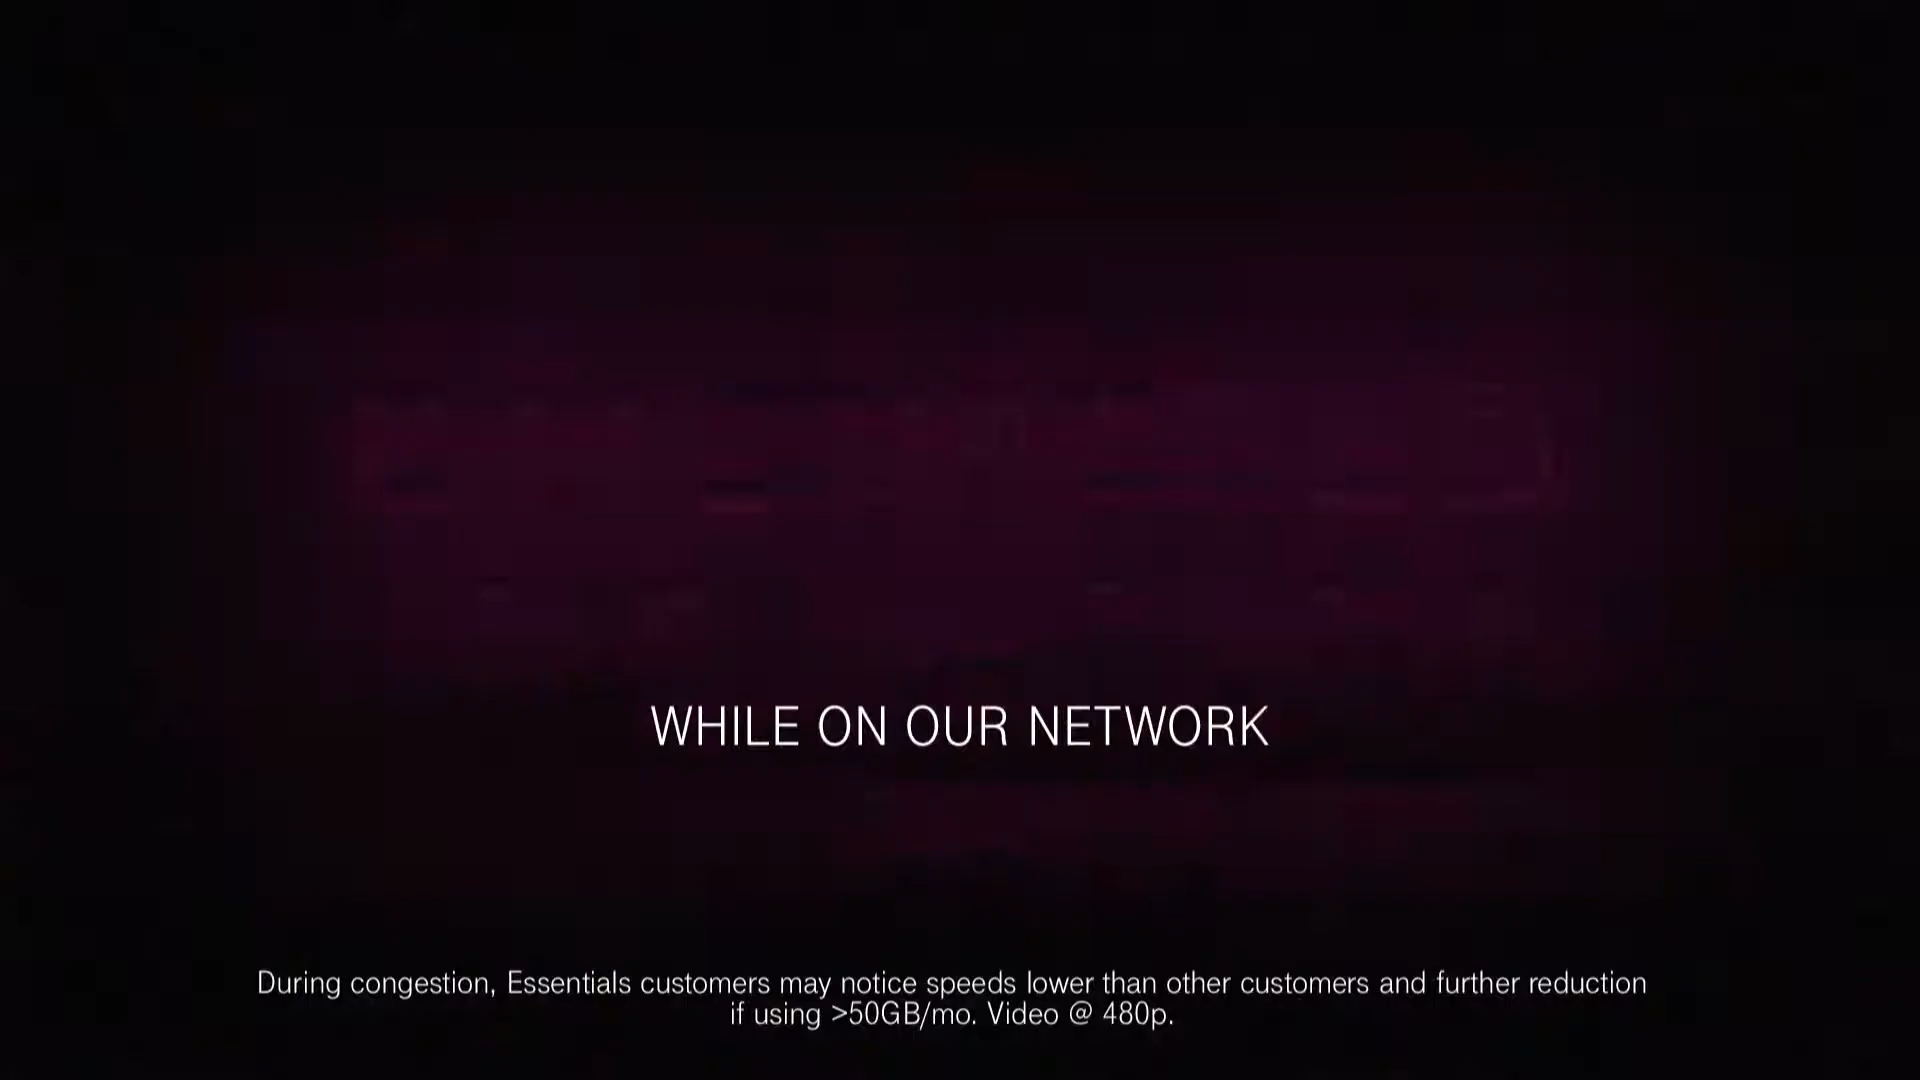 WHILE ON OUR NETWORK
During congestion, Essentials customers may notice speeds lower than other customers and further reduction
if using >50GB/mo. Video @ 480p.